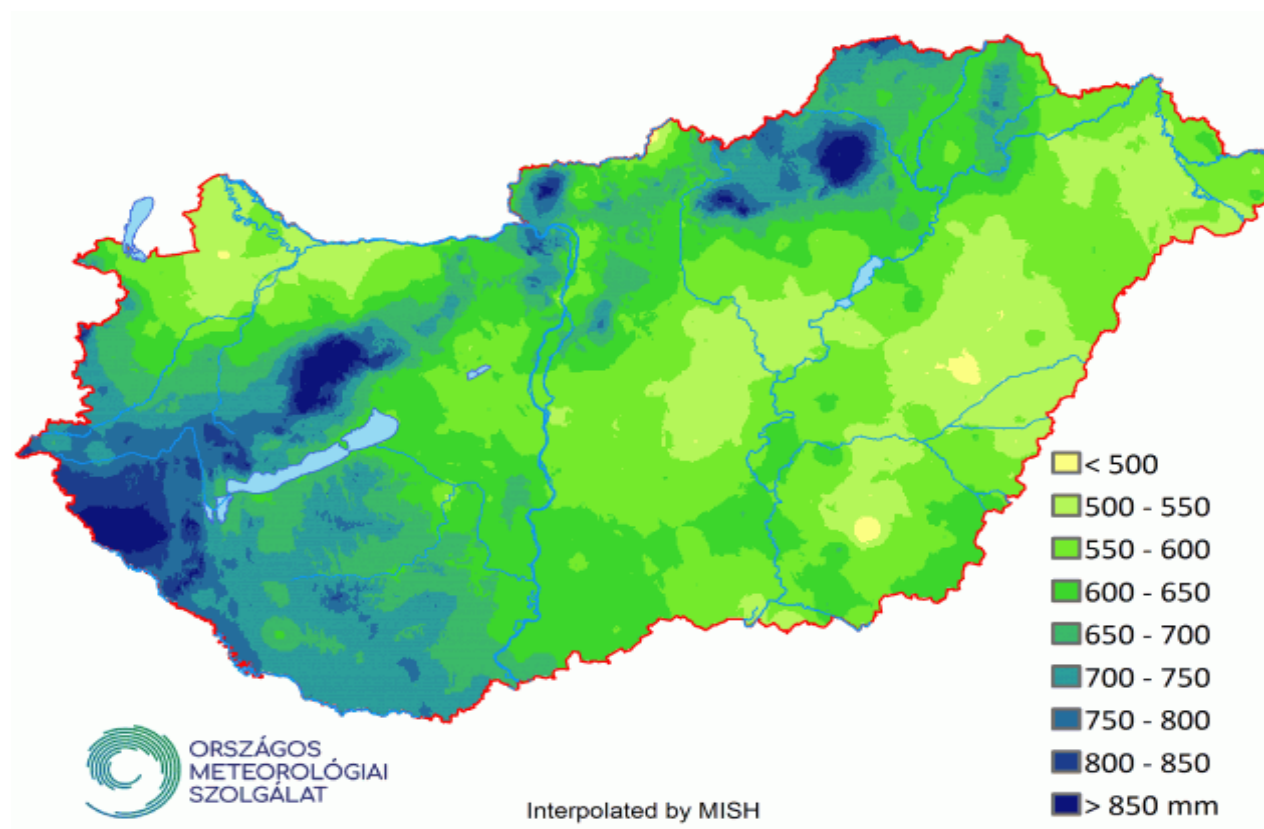 < 500
500 - 550
550 - 600
600 - 650
650 - 700
700 - 750
750 - 800
800 - 850
> 850 mm
ORSZÁGOS
METEOROLÓGIAI
SZOLGÁLAT
Interpolated by MISH